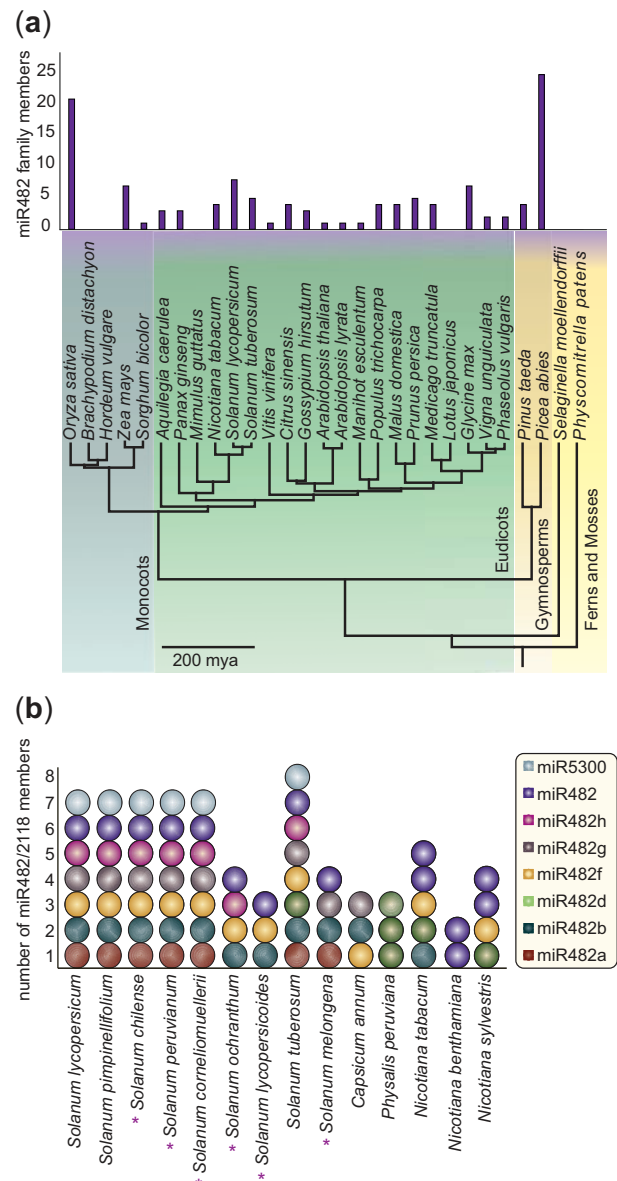 (a)
miR482 family members
25
20
15
10
5
0
Oryza sativa
Brachypodium distachyon
Hordeum vulgare
Zea mays
Sorghum bicolor
Aquilegia caerulea
Panax ginseng
Mimulus guttatus
Nicotiana tabacum
Solanum lycopersicum
Solanum tuberosum
Vitis vinifera
Citrus sinensis
Gossypium hirsutum
Arabidopsis thaliana
Arabidopsis lyrata
Manihot esculentum
Populus trichocarpa
Malus domestica
Prunus persica
Medicago truncatula
Lotus japonicus
Glycine max
Vigna unguiculata
Phaseolus vulgaris
Pinus taeda
Picea abies
Selaginella moellendorffii
Physcomitrella patens
Monocots
Eudicots
Gymnosperms
Ferns and Mosses
200 mya
(b)
number of miR482/2118 members
8
7
6
5
4
3
2
1
miR5300
miR482
miR482h
miR482g
miR482f
miR482d
miR482b
miR482a
Solanum lycopersicum
Solanum pimpinellifolium
* Solanum chilense
* Solanum peruvianum
* Solanum corneliomuellerii
* Solanum ochranthum
* Solanum lycopersicoides
Solanum tuberosum
* Solanum melongena
Capsicum annum
Physalis peruviana
Nicotiana tabacum
Nicotiana benthamiana
Nicotiana sylvestris